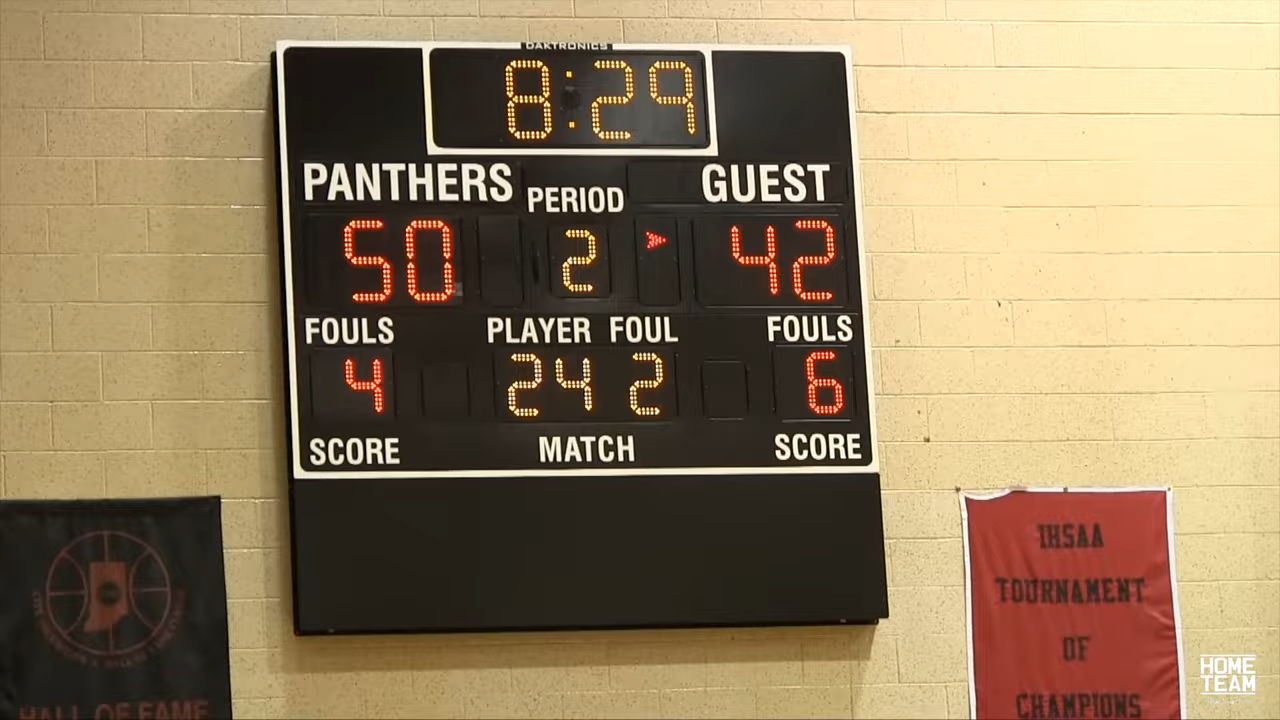 DAKTRONICS
8:29
PANTHERS
PERIOD
GUEST
50
2
42
FOULS
PLAYER FOUL
FOULS
4
24 2
6
SCORE
MATCH
SCORE
HALL OF FAME
IHSAA
TOURNAMENT
OF
CHAMPIONS
HOME
TEAM